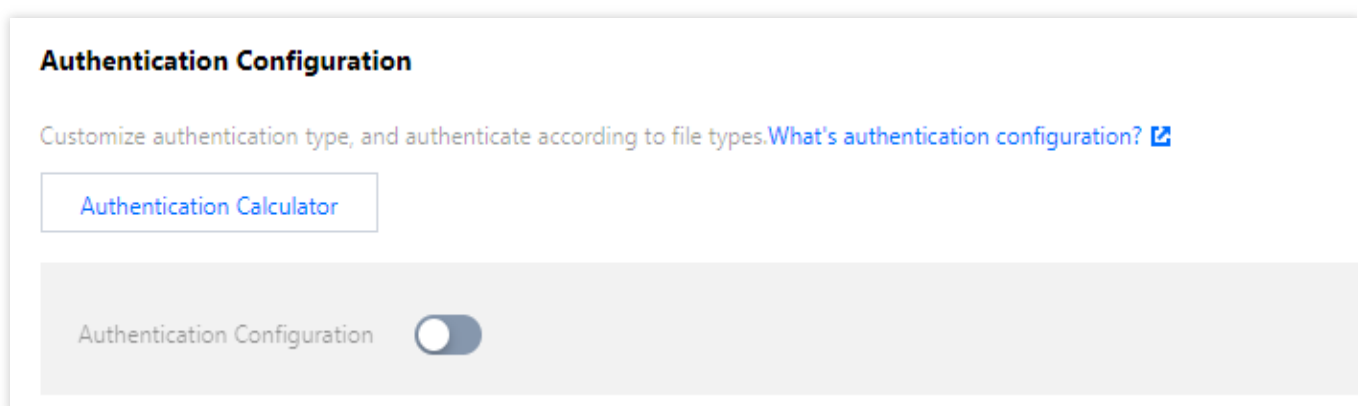 Authentication Configuration
Customize authentication type, and authenticate according to file types.What's authentication configuration?
Authentication Calculator
Authentication Configuration